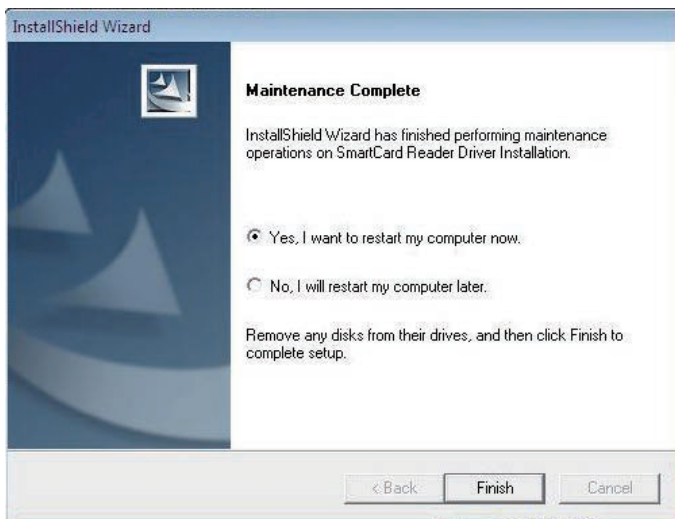 InstallShield Wizard
Maintenance Complete
InstallShield Wizard has finished performing maintenance
operations on SmartCard Reader Driver Installation.
Yes, I want to restart my computer now.
No, I will restart my computer later.
Remove any disks from their drives, and then click Finish to
complete setup.
< Back Finish Cancel